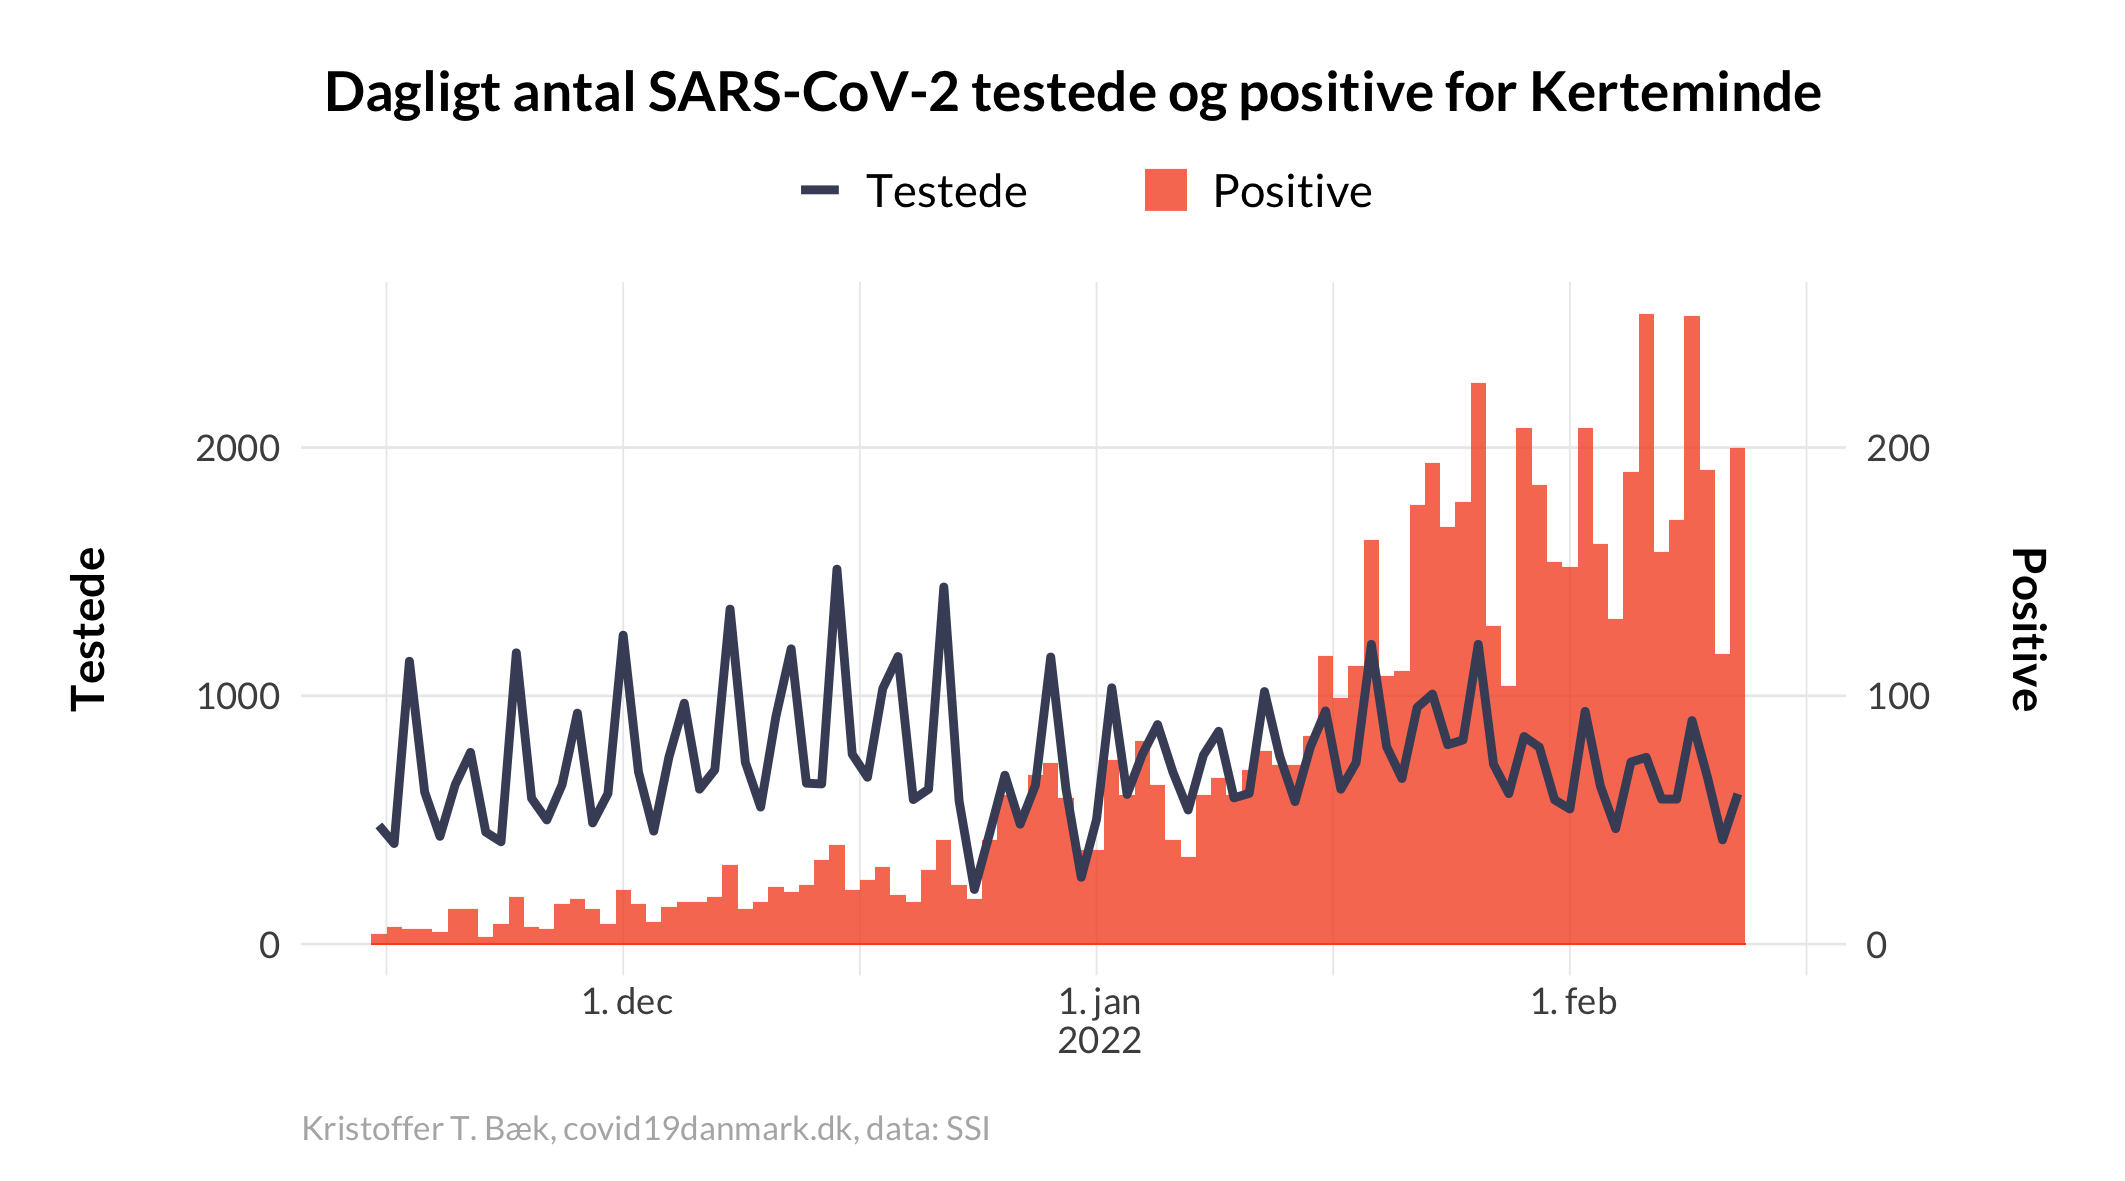 Dagligt antal SARS-CoV-2 testede og positive for Kerteminde
Testede
Positive
2000
1000
0
200
100
0
Testede
Positive
1. dec
1. jan
2022
1. feb
Kristoffer T. Bæk, covid19danmark.dk, data: SSI